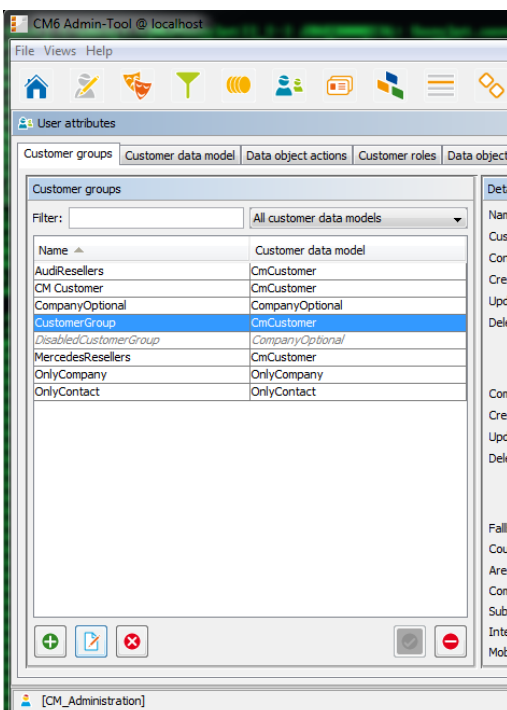 CM6 Admin-Tool @ localhost
File Views Help
User attributes
Customer groups Customer data model Data object actions Customer roles Data object
Customer groups
Filter: All customer data models
Name Customer data model
AudiResellers CmCustomer
CM Customer CmCustomer
CompanyOptional CompanyOptional
CustomerGroup CmCustomer
DisabledCustomerGroup CompanyOptional
MercedesResellers CmCustomer
OnlyCompany OnlyCompany
OnlyContact OnlyContact
[CM_Administration]